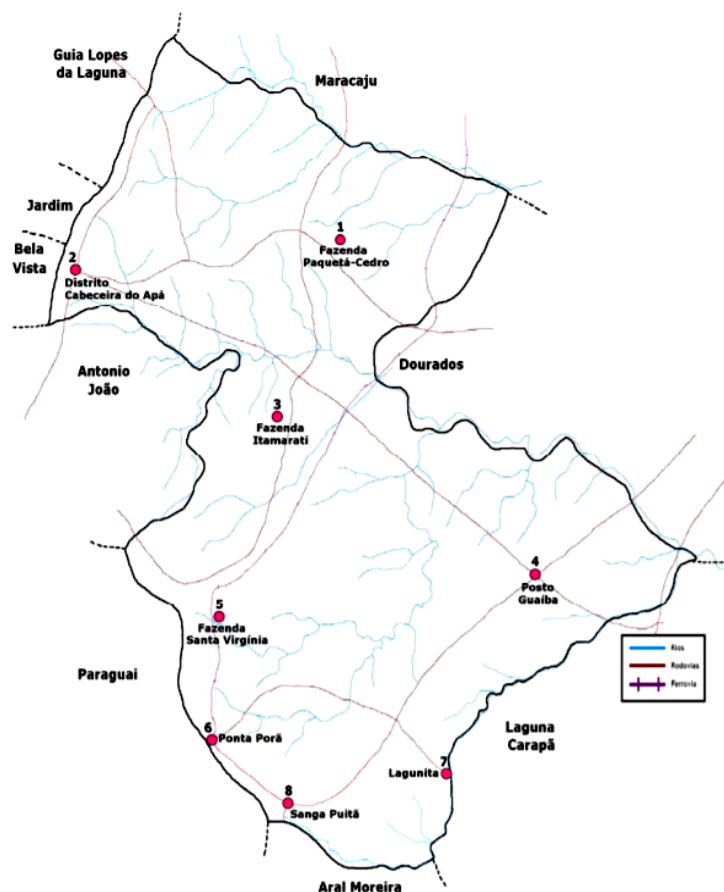 Guia Lopes
da Laguna
Maracaju
Jardim
Bela
Vista
1
Fazenda
Paquetá-Cedro
2
Distrito
Cabeceira do Apá
Antonio
João
Dourados
3
Fazenda
Itamarati
4
Posto
Guaíba
5
Fazenda
Santa Virgínia
Rios
Rodovias
Ferrovia
Paraguai
6
Ponta Porã
Laguna
Carapã
7
Lagunita
8
Sanga Puitã
Aral Moreira